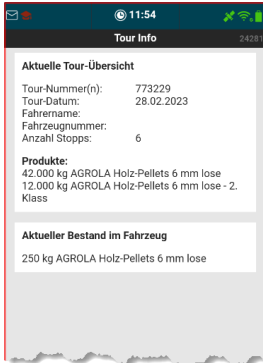 11:54
Tour Info 24281
Aktuelle Tour-Übersicht
Tour-Nummer(n): 773229
Tour-Datum: 28.02.2023
Fahrername:
Fahrzeugnummer:
Anzahl Stopps: 6
Produkte:
42.000 kg AGROLA Holz-Pellets 6 mm lose
12.000 kg AGROLA Holz-Pellets 6 mm lose - 2.
Klass
Aktueller Bestand im Fahrzeug
250 kg AGROLA Holz-Pellets 6 mm lose